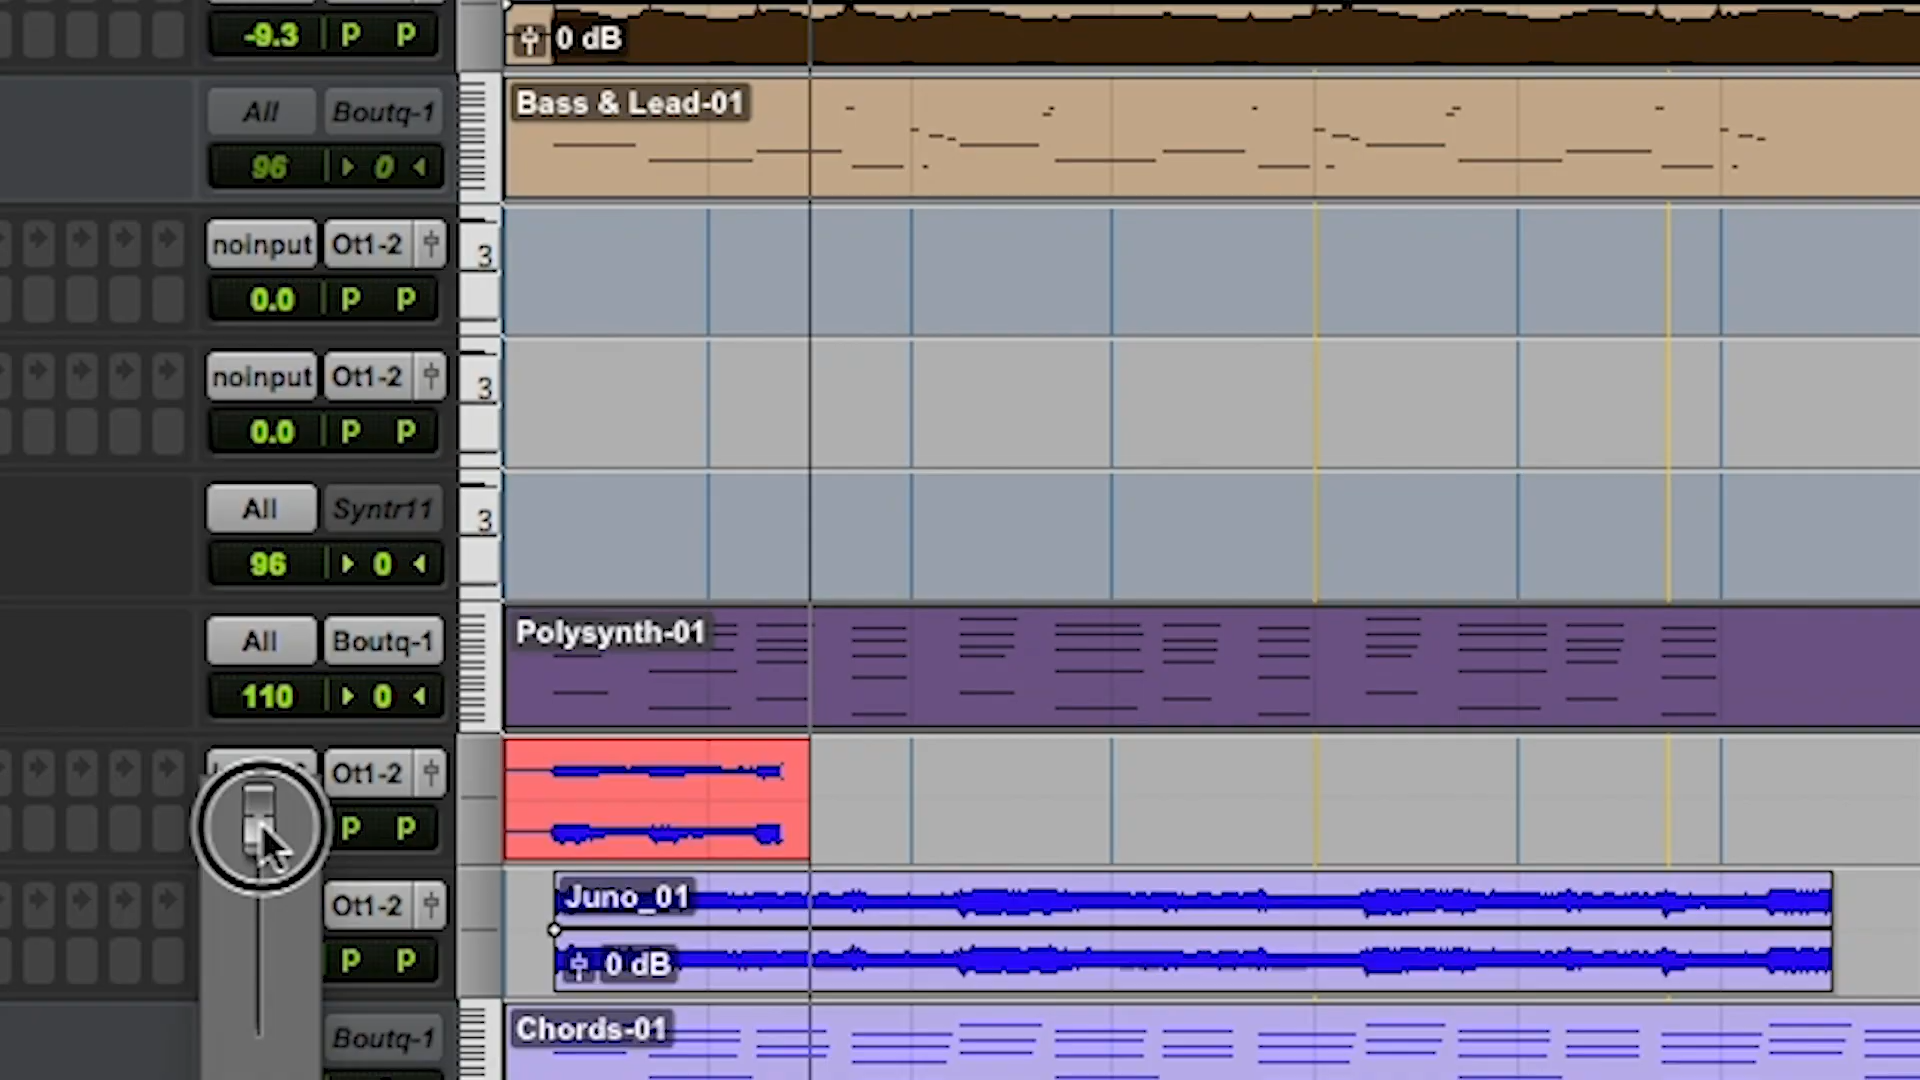 -9.3 P P
0 dB
All Boutq-1
96 0
Bass & Lead-01
noinput Ot1-2
3
0.0 P P
noinput Ot1-2
3
0.0 P P
All Syntr11
3
96 0
All Boutq-1
110 0
Polysynth-01
Ot1-2
P P
Ot1-2
P P
Juno_01
0 dB
Boutq-1
Chords-01